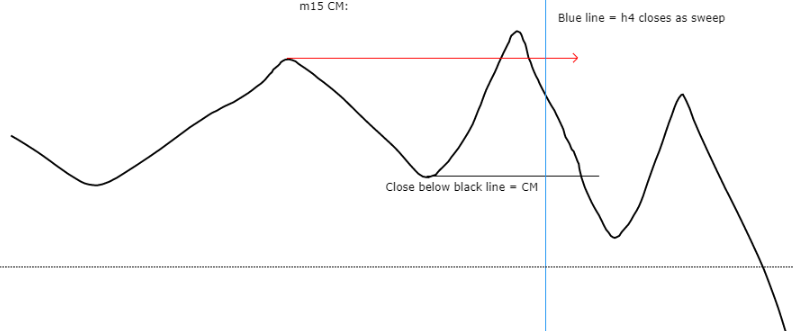 m15 CM:
Blue line = h4 closes as sweep
Close below black line = CM